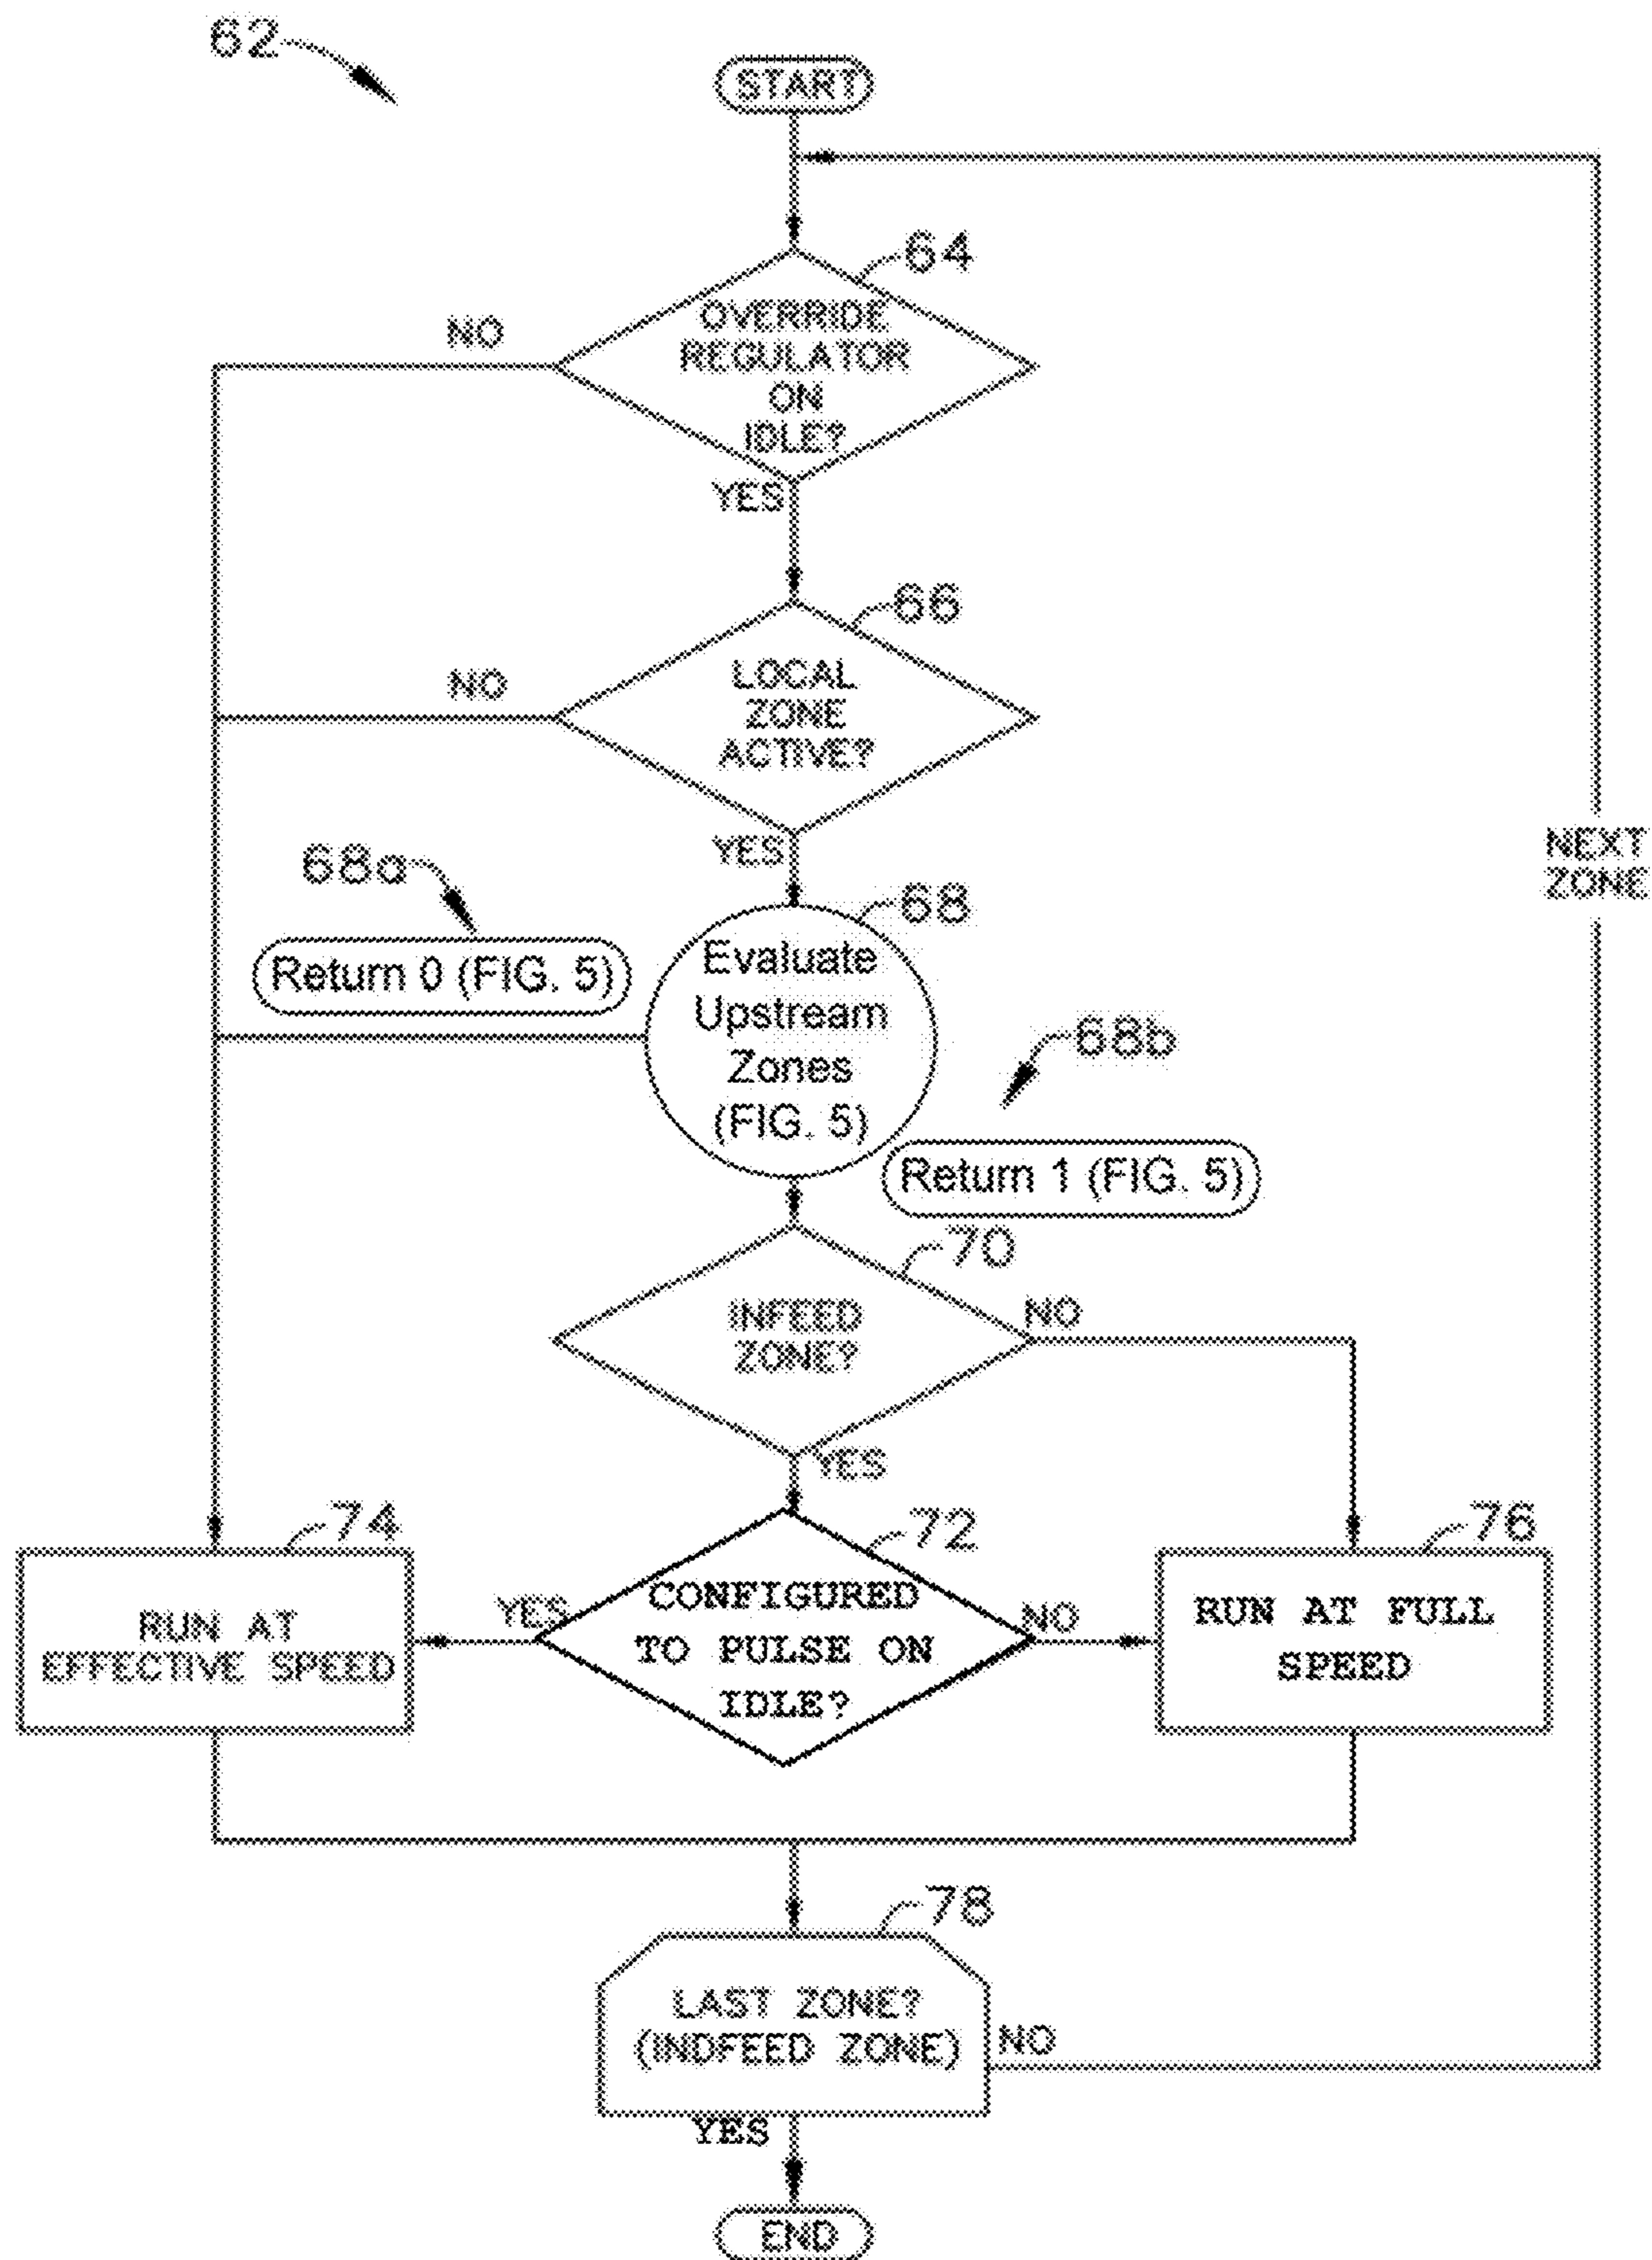 62
START
64
OVERRIDE
REGULATOR
ON
IDLE?
NO
YES
66
LOCAL
ZONE
ACTIVE?
NO
YES
NEXT
ZONE
68a
68
Return 0 (FIG. 5)
Evaluate
Upstream
Zones
(FIG. 5)
68b
Return 1 (FIG. 5)
70
INFEED
ZONE?
NO
YES
74
72
76
RUN AT
EFFECTIVE SPEED
YES
CONFIGURED
TO PULSE ON
IDLE?
NO
RUN AT FULL
SPEED
78
LAST ZONE?
(INDFEED ZONE)
NO
YES
END